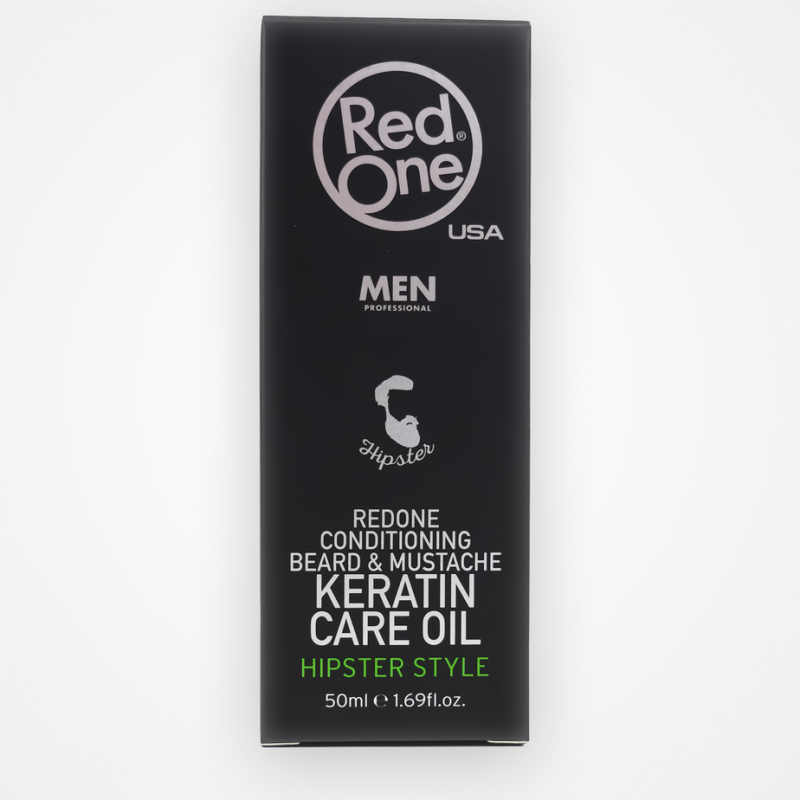 Red®
One
USA
MEN
PROFESSIONAL
Hipster
REDONE
CONDITIONING
BEARD & MUSTACHE
KERATIN
CARE OIL
HIPSTER STYLE
50ml ℮ 1.69fl.oz.